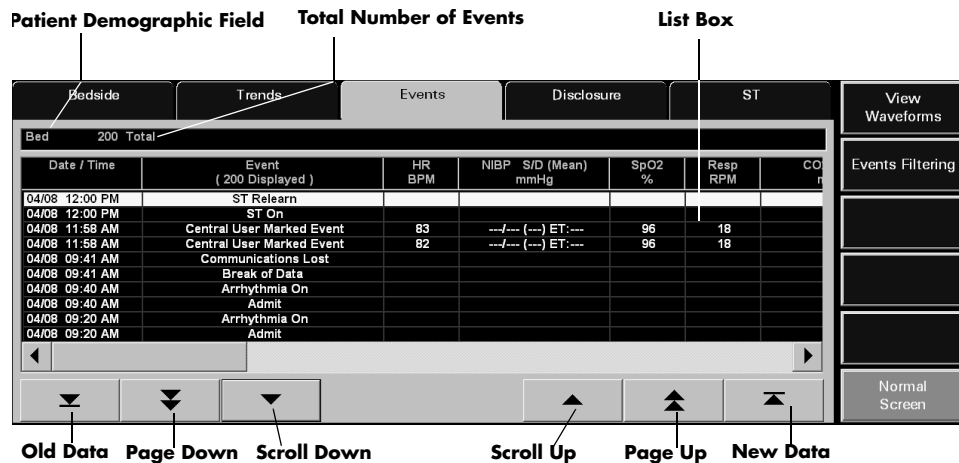 Patient Demographic Field Total Number of Events List Box
Bedside Trends Events Disclosure ST View Waveforms
Bed 200 Total
Events Filtering
Date / Time Event ( 200 Displayed ) HR BPM NIBP S/D (Mean) mmHg SpO2 % Resp RPM
04/08 12:00 PM ST Relearn
04/08 12:00 PM ST On
04/08 11:58 AM Central User Marked Event 83 ---/--- (---) ET:--- 96 18
04/08 11:58 AM Central User Marked Event 82 ---/--- (---) ET:--- 96 18
04/08 09:41 AM Communications Lost
04/08 09:41 AM Break of Data
04/08 09:40 AM Arrhythmia On
04/08 09:40 AM Admit
04/08 09:20 AM Arrhythmia On
04/08 09:20 AM Admit
Normal Screen
Old Data Page Down Scroll Down Scroll Up Page Up New Data